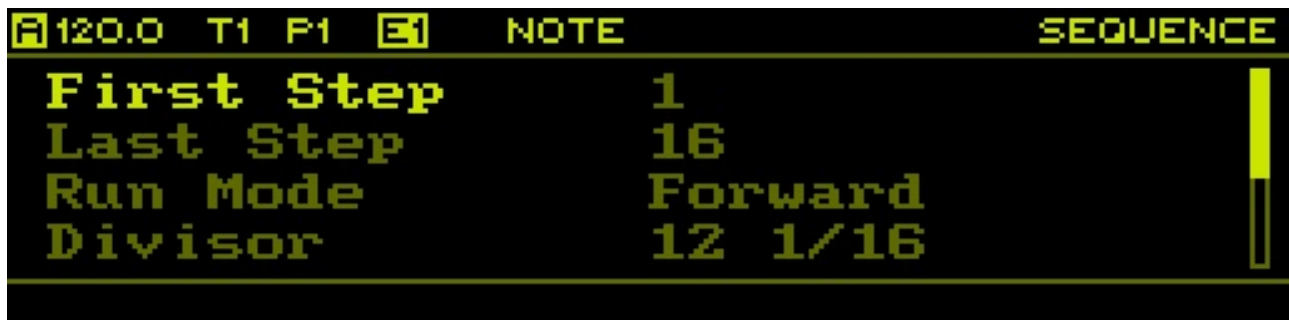 A 120.0 T1 P1 E1 NOTE SEQUENCE
First Step 1
Last Step 16
Run Mode Forward
Divisor 12 1/16